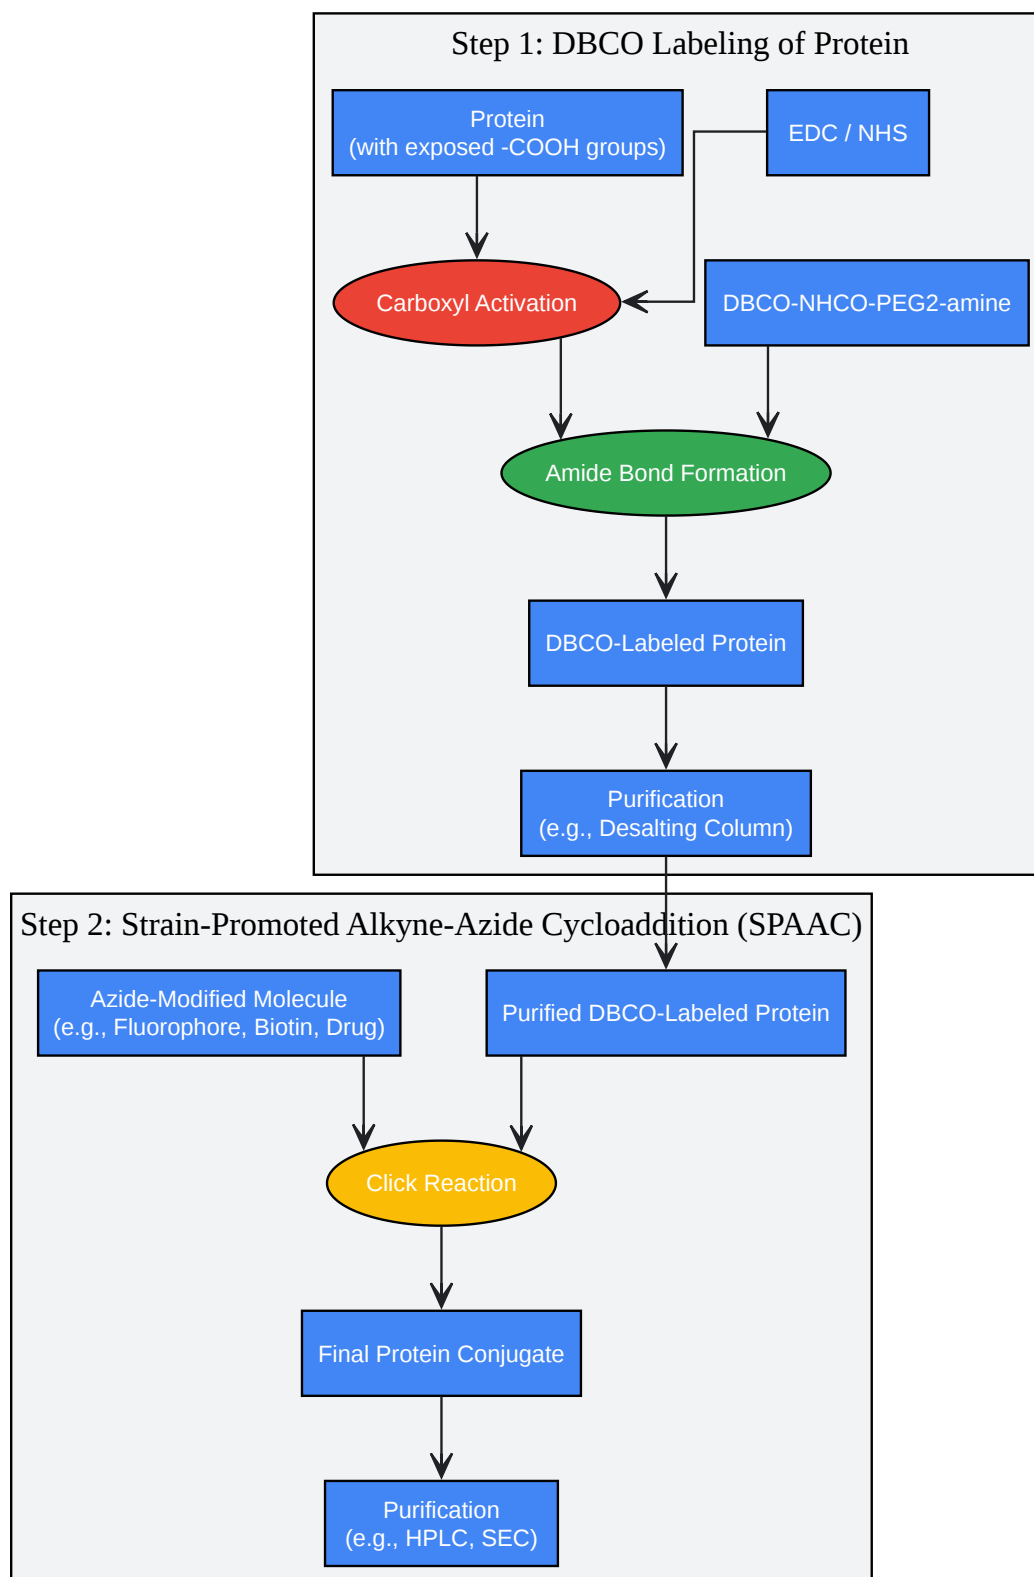 Step 1: DBCO Labeling of Protein
Protein
(with exposed -COOH groups)
EDC / NHS
Carboxyl Activation
DBCO-NHCO-PEG2-amine
Amide Bond Formation
DBCO-Labeled Protein
Purification
(e.g., Desalting Column)
Step 2: Strain-Promoted Alkyne-Azide Cycloaddition (SPAAC)
Azide-Modified Molecule
(e.g., Fluorophore, Biotin, Drug)
Purified DBCO-Labeled Protein
Click Reaction
Final Protein Conjugate
Purification
(e.g., HPLC, SEC)